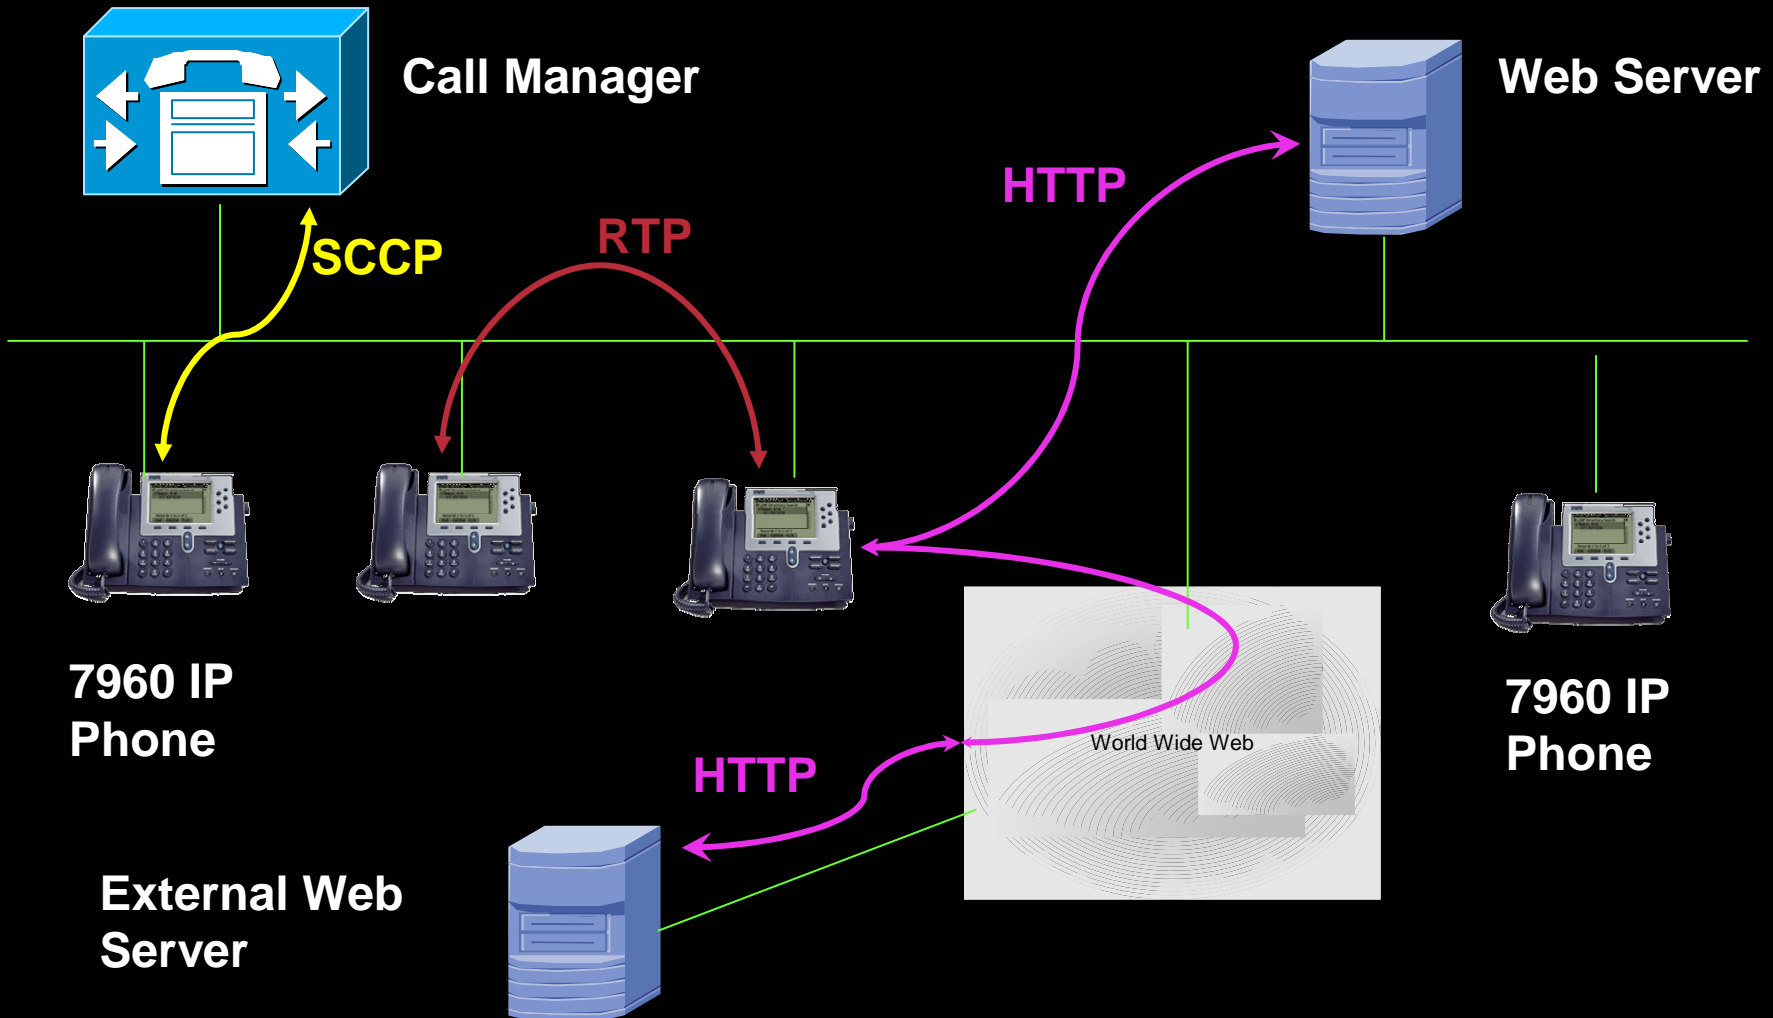 Call Manager
Web Server
HTTP
RTP
SCCP
7960 IP
Phone
7960 IP
Phone
World Wide Web
HTTP
External Web
Server